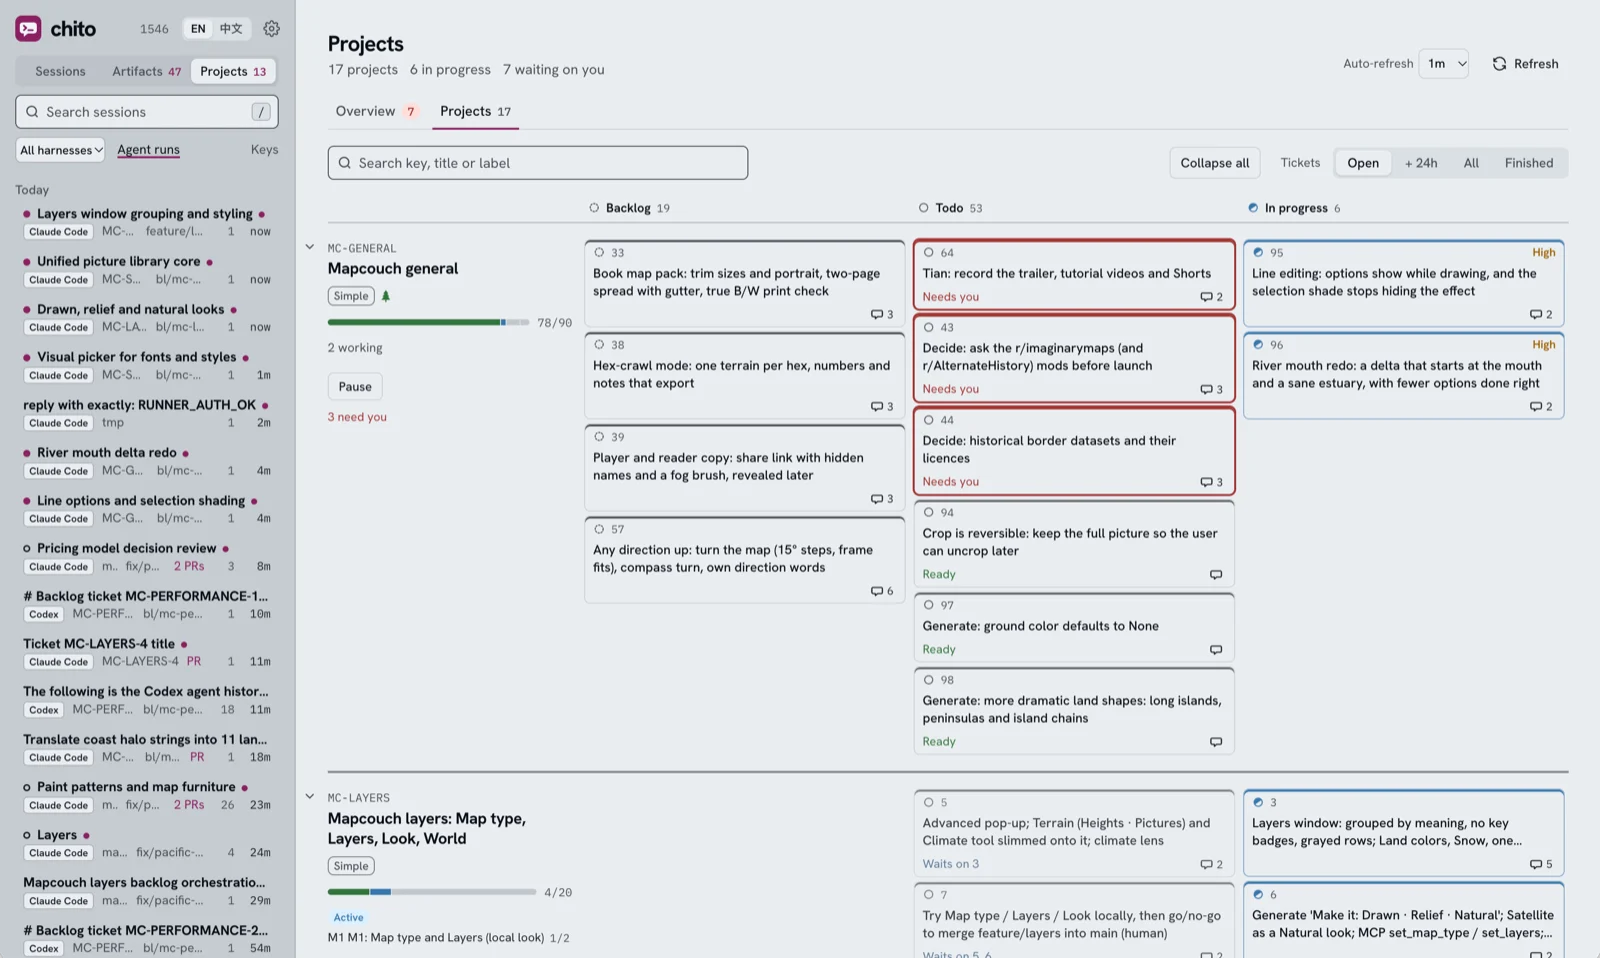 chito
1546
EN
中文
Sessions
Artifacts 47
Projects 13
Search sessions
/
All harnesses
Agent runs
Keys
Today
Layers window grouping and styling
Claude Code MC-... feature/l... 1 now
Unified picture library core
Claude Code MC-S... bl/mc-... 1 now
Drawn, relief and natural looks
Claude Code MC-LA... bl/mc-l... 1 now
Visual picker for fonts and styles
Claude Code MC-S... bl/mc-... 1 1m
reply with exactly: RUNNER_AUTH_OK
Claude Code tmp 1 2m
River mouth delta redo
Claude Code MC-G... bl/mc-... 1 4m
Line options and selection shading
Claude Code MC-G... bl/mc-... 1 4m
Pricing model decision review
Claude Code m.. fix/p... 2 PRs 3 8m
# Backlog ticket MC-PERFORMANCE-1...
Codex MC-PERF... bl/mc-pe... 1 10m
Ticket MC-LAYERS-4 title
Claude Code MC-LAYERS-4 PR 1 11m
The following is the Codex agent histor...
Codex MC-PERF... bl/mc-pe... 18 11m
Translate coast halo strings into 11 lan...
Claude Code MC-... bl/m... PR 1 18m
Paint patterns and map furniture
Claude Code m.. fix/p... 2 PRs 26 23m
Layers
Claude Code ma... fix/pacific-... 4 24m
Mapcouch layers backlog orchestratio...
Claude Code ma... fix/pacific-... 1 29m
# Backlog ticket MC-PERFORMANCE-2...
Codex MC-PERF... bl/mc-pe... 1 54m
Projects
17 projects 6 in progress 7 waiting on you
Auto-refresh 1m Refresh
Overview 7
Projects 17
Search key, title or label
Collapse all
Tickets
Open
+ 24h
All
Finished
Backlog 19
Todo 53
In progress 6
MC-GENERAL
Mapcouch general
Simple
78/90
2 working
Pause
3 need you
33
Book map pack: trim sizes and portrait, two-page
spread with gutter, true B/W print check
3
38
Hex-crawl mode: one terrain per hex, numbers and
notes that export
3
39
Player and reader copy: share link with hidden
names and a fog brush, revealed later
3
57
Any direction up: turn the map (15° steps, frame
fits), compass turn, own direction words
6
64
Tian: record the trailer, tutorial videos and Shorts
Needs you 2
43
Decide: ask the r/imaginarymaps (and
r/AlternateHistory) mods before launch
Needs you 3
44
Decide: historical border datasets and their
licences
Needs you 3
94
Crop is reversible: keep the full picture so the user
can uncrop later
Ready
97
Generate: ground color defaults to None
Ready
98
Generate: more dramatic land shapes: long islands,
peninsulas and island chains
Ready
95 High
Line editing: options show while drawing, and the
selection shade stops hiding the effect
2
96 High
River mouth redo: a delta that starts at the mouth
and a sane estuary, with fewer options done right
2
MC-LAYERS
Mapcouch layers: Map type,
Layers, Look, World
Simple
4/20
Active
M1 M1: Map type and Layers (local look) 1/2
5
Advanced pop-up; Terrain (Heights · Pictures) and
Climate tool slimmed onto it; climate lens
Waits on 3 2
7
Try Map type / Layers / Look locally, then go/no-go
to merge feature/layers into main (human)
Waits on 5, 6 2
3
Layers window: grouped by meaning, no key
badges, grayed rows; Land colors, Snow, one...
5
6
Generate 'Make it: Drawn · Relief · Natural'; Satellite
as a Natural look; MCP set_map_type / set_layers;...
2